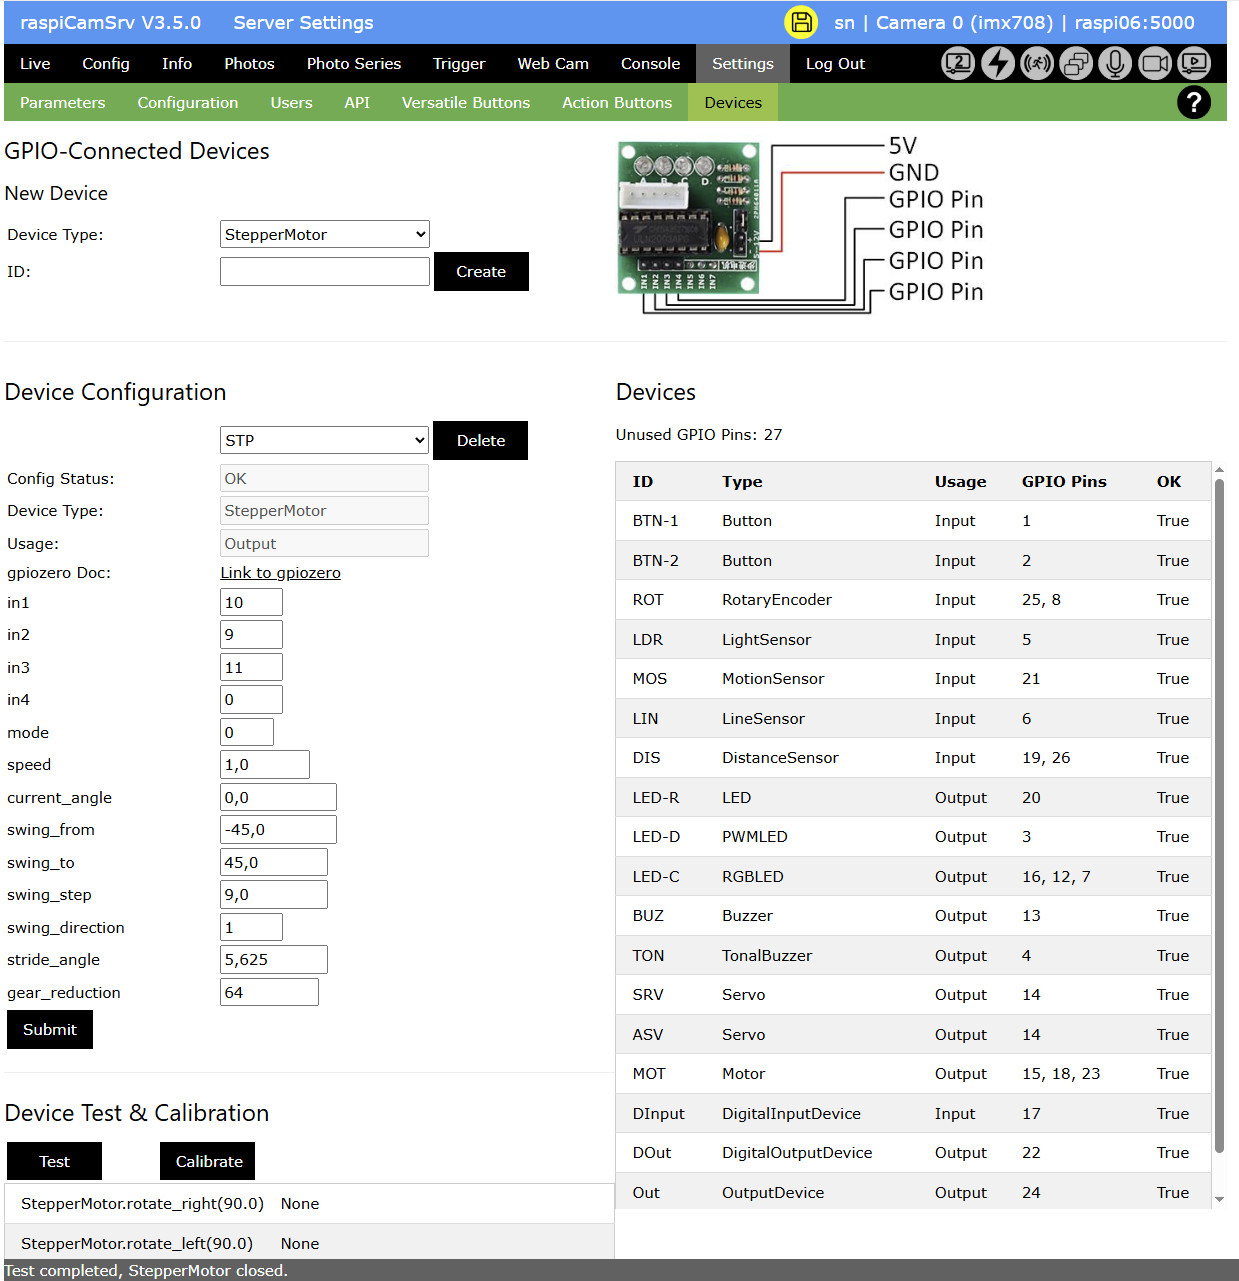 raspiCamSrv V3.5.0 Server Settings sn | Camera 0 (imx708) | raspi06:5000
Live Config Info Photos Photo Series Trigger Web Cam Console Settings Log Out 2
Parameters Configuration Users API Versatile Buttons Action Buttons Devices ?
GPIO-Connected Devices
New Device
Device Type: StepperMotor
ID: Create
5V
GND
GPIO Pin
GPIO Pin
GPIO Pin
GPIO Pin
A B C D
5-12V
IN1 IN2 IN3 IN4 IN5 IN6 IN7
Device Configuration
STP Delete
Config Status: OK
Device Type: StepperMotor
Usage: Output
gpiozero Doc: Link to gpiozero
in1 10
in2 9
in3 11
in4 0
mode 0
speed 1,0
current_angle 0,0
swing_from -45,0
swing_to 45,0
swing_step 9,0
swing_direction 1
stride_angle 5,625
gear_reduction 64
Submit
Devices
Unused GPIO Pins: 27
ID Type Usage GPIO Pins OK
BTN-1 Button Input 1 True
BTN-2 Button Input 2 True
ROT RotaryEncoder Input 25, 8 True
LDR LightSensor Input 5 True
MOS MotionSensor Input 21 True
LIN LineSensor Input 6 True
DIS DistanceSensor Input 19, 26 True
LED-R LED Output 20 True
LED-D PWMLED Output 3 True
LED-C RGBLED Output 16, 12, 7 True
BUZ Buzzer Output 13 True
TON TonalBuzzer Output 4 True
SRV Servo Output 14 True
ASV Servo Output 14 True
MOT Motor Output 15, 18, 23 True
DInput DigitalInputDevice Input 17 True
DOut DigitalOutputDevice Output 22 True
Out OutputDevice Output 24 True
Device Test & Calibration
Test Calibrate
StepperMotor.rotate_right(90.0) None
StepperMotor.rotate_left(90.0) None
Test completed, StepperMotor closed.